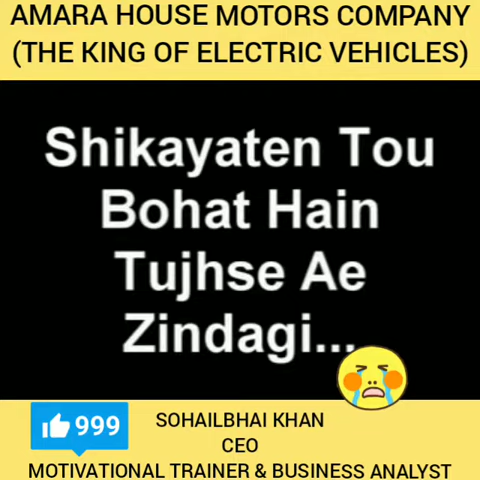 AMARA HOUSE MOTORS COMPANY
(THE KING OF ELECTRIC VEHICLES)
Shikayaten Tou
Bohat Hain
Tujhse Ae
Zindagi...
999
SOHAILBHAI KHAN
CEO
MOTIVATIONAL TRAINER & BUSINESS ANALYST